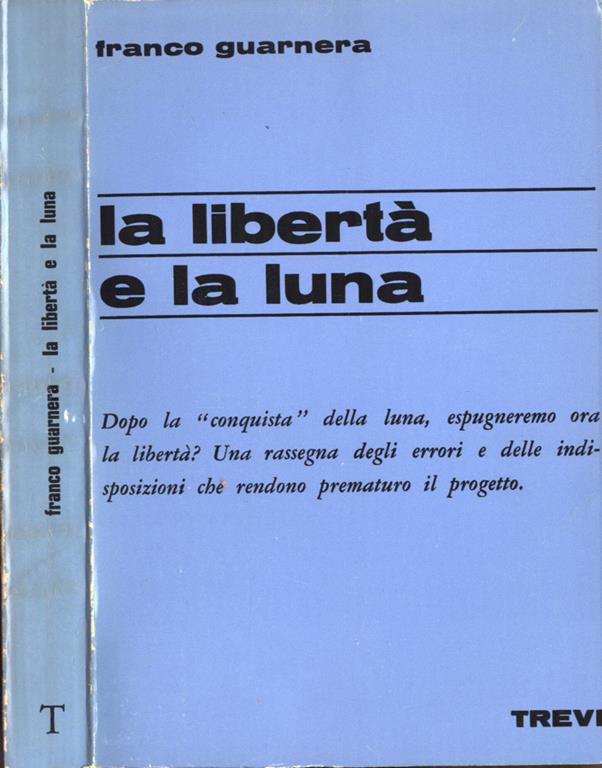 franco guarnera - la libertà e la luna
T
franco guarnera
la libertà
e la luna
Dopo la "conquista" della luna, espugneremo ora
la libertà? Una rassegna degli errori e delle indi-
sposizioni che rendono prematuro il progetto.
TREVI